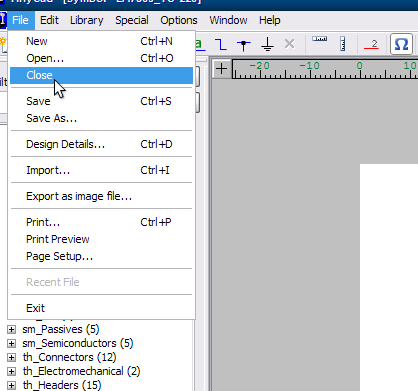 File Edit Library Special Options Window Help
New Ctrl+N
Open... Ctrl+O
Close
Save Ctrl+S
Save As...
Design Details... Ctrl+D
Import... Ctrl+I
Export as image file...
Print... Ctrl+P
Print Preview
Page Setup...
Recent File
Exit
-20 -10 0 10
sm_Passives (5)
sm_Semiconductors (5)
th_Connectors (12)
th_Electromechanical (2)
th_Headers (15)